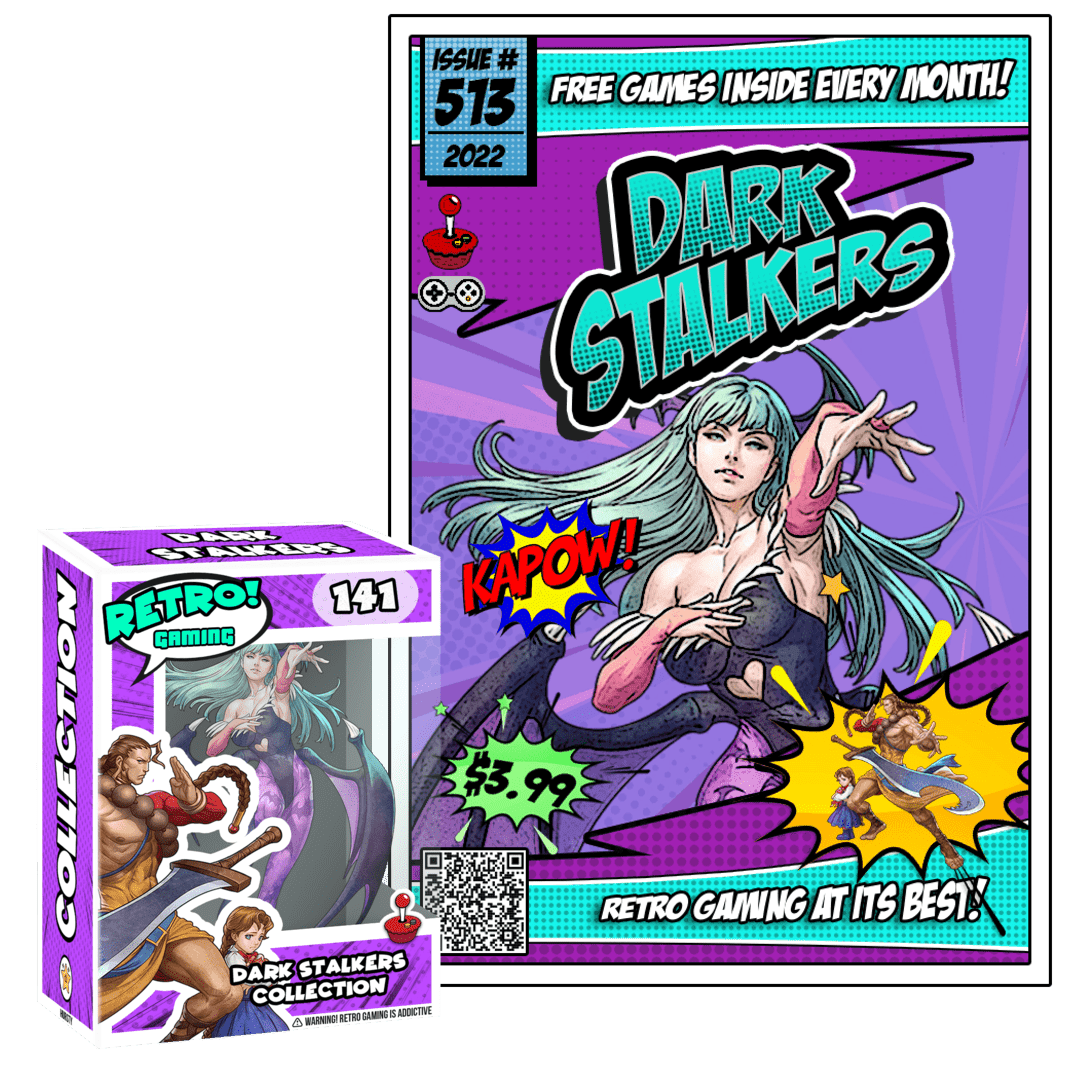 ISSUE #
513
2022
FREE GAMES INSIDE EVERY MONTH!
DARK
STALKERS
KAPOW!
$3.99
RETRO GAMING AT ITS BEST!
DARK
STALKERS
RETRO!
GAMING
141
COLLECTION
DARK STALKERS
COLLECTION
⚠ WARNING! RETRO GAMING IS ADDICTIVE